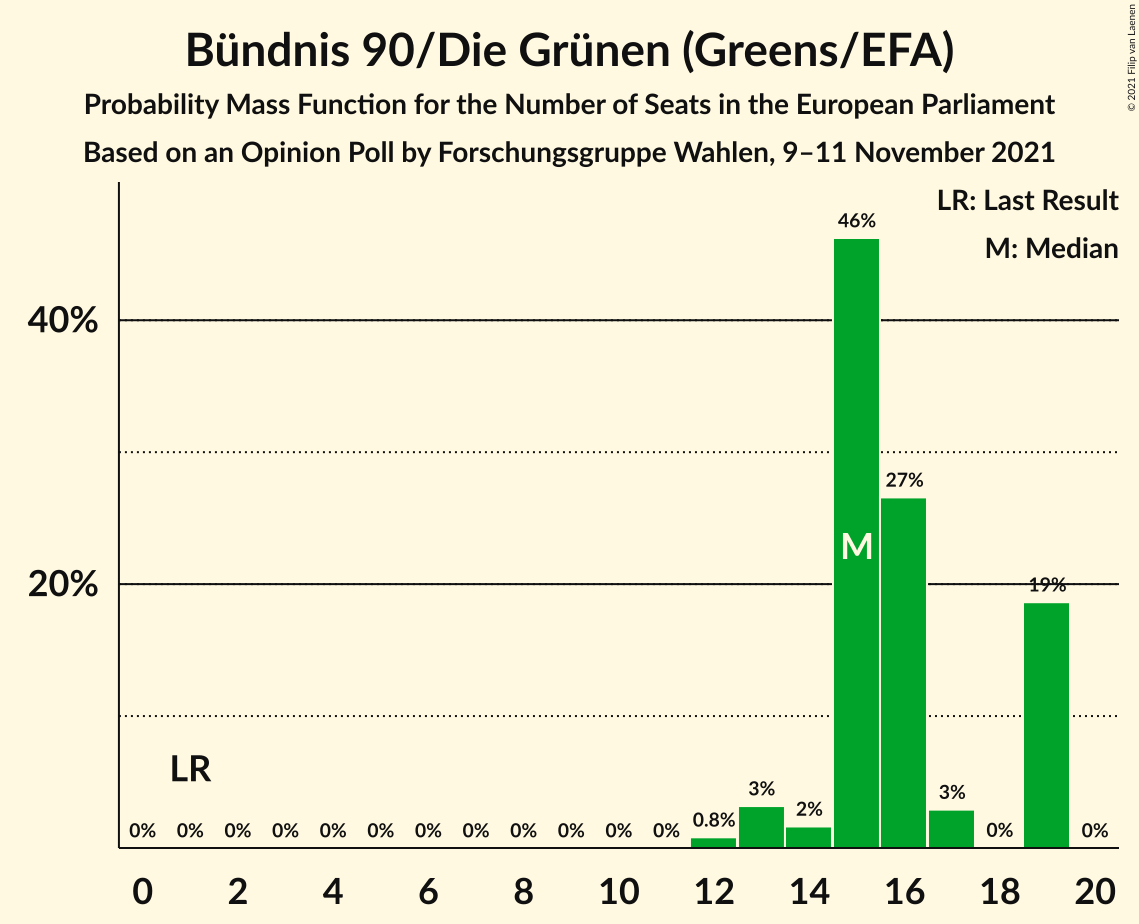 Bündnis 90/Die Grünen (Greens/EFA)
Probability Mass Function for the Number of Seats in the European Parliament
Based on an Opinion Poll by Forschungsgruppe Wahlen, 9–11 November 2021
© 2021 Filip van Laenen
LR: Last Result
M: Median
46%
40%
27%
M
20%
19%
LR
0% 0% 0% 0% 0% 0% 0% 0% 0% 0% 0% 0% 0.8% 3% 2% 3% 0% 0%
0 2 4 6 8 10 12 14 16 18 20